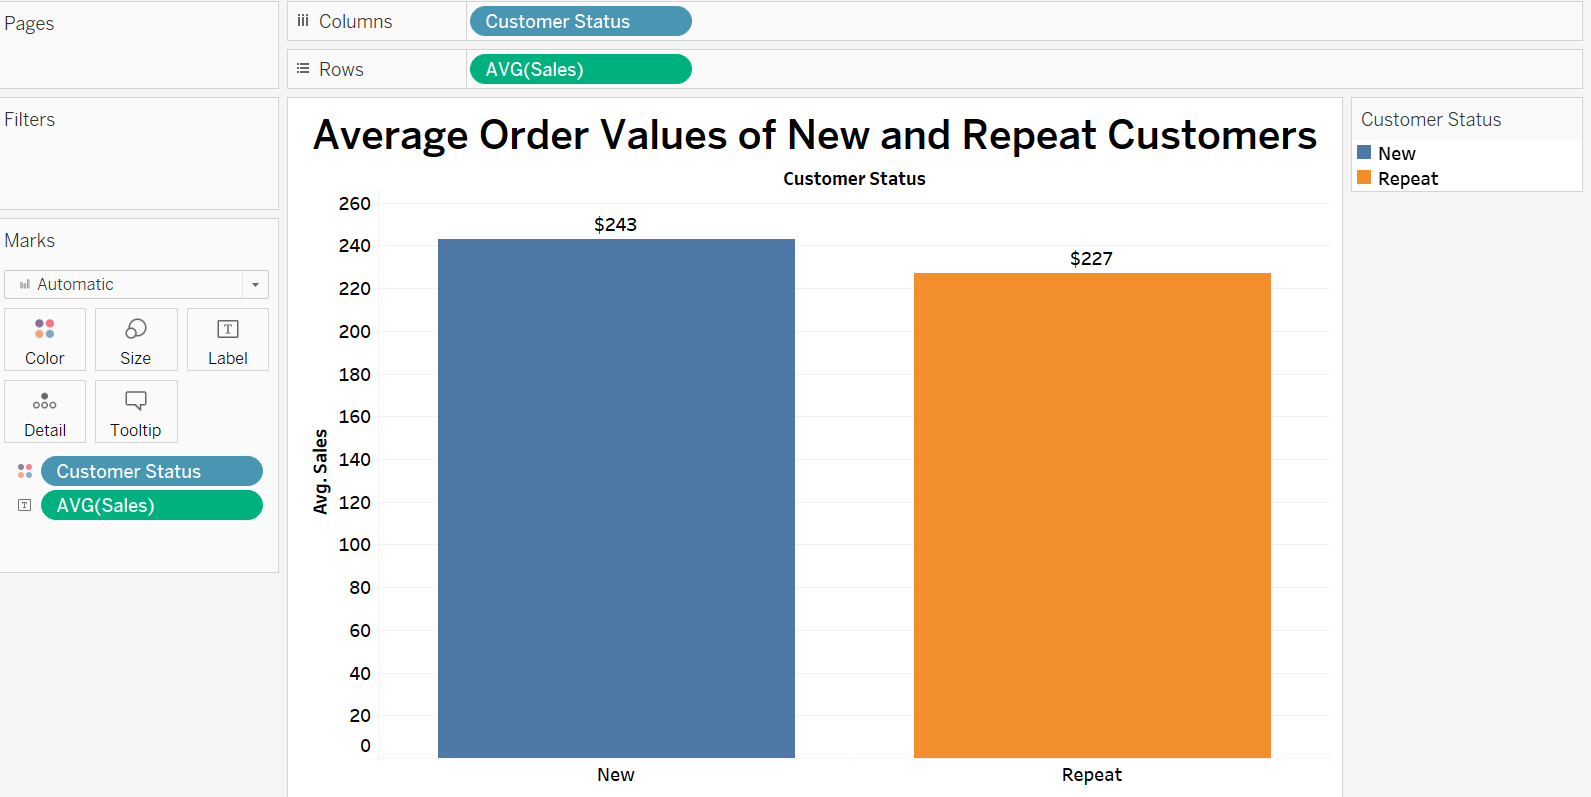 Pages
Columns
Customer Status
Rows
AVG(Sales)
Filters
Marks
Automatic
Color
Size
T
Label
Detail
Tooltip
Customer Status
T
AVG(Sales)
Average Order Values of New and Repeat Customers
Customer Status
Avg. Sales
260
240
220
200
180
160
140
120
100
80
60
40
20
0
$243
$227
New
Repeat
Customer Status
New
Repeat